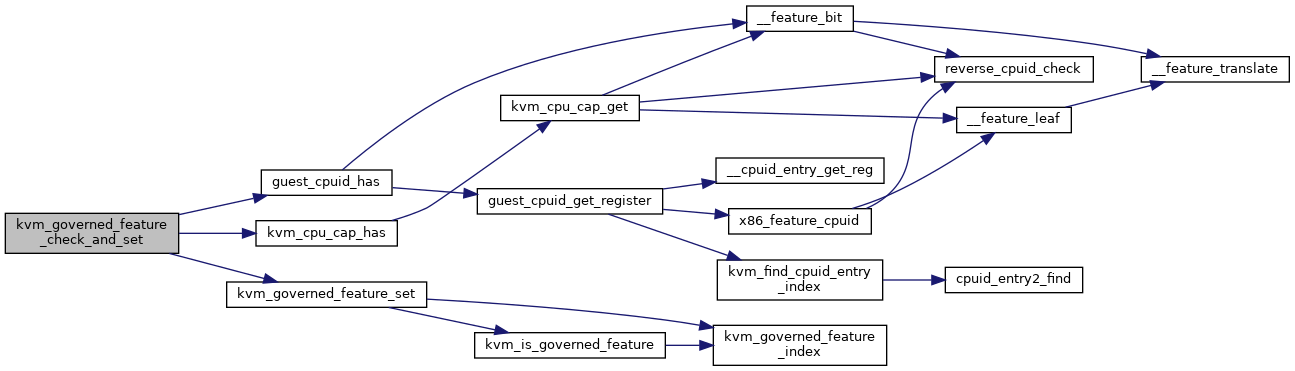 __feature_bit
reverse_cpuid_check
__feature_translate
kvm_cpu_cap_get
__feature_leaf
guest_cpuid_has
__cpuid_entry_get_reg
guest_cpuid_get_register
x86_feature_cpuid
kvm_governed_feature
_check_and_set
kvm_cpu_cap_has
kvm_find_cpuid_entry
_index
cpuid_entry2_find
kvm_governed_feature_set
kvm_is_governed_feature
kvm_governed_feature
_index